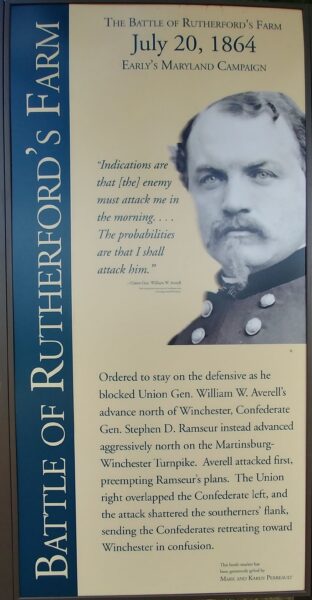 BATTLE OF RUTHERFORD'S FARM
THE BATTLE OF RUTHERFORD'S FARM
July 20, 1864
EARLY'S MARYLAND CAMPAIGN
"Indications are
that [the] enemy
must attack me in
the morning. . . .
The probabilities
are that I shall
attack him."
—Union Gen. William W. Averell
Ordered to stay on the defensive as he
blocked Union Gen. William W. Averell's
advance north of Winchester, Confederate
Gen. Stephen D. Ramseur instead advanced
aggressively north on the Martinsburg-
Winchester Turnpike. Averell attacked first,
preempting Ramseur's plans. The Union
right overlapped the Confederate left, and
the attack shattered the southerners' flank,
sending the Confederates retreating toward
Winchester in confusion.
This battle marker has
been generously gifted by
MARK AND KAREN PERREAULT